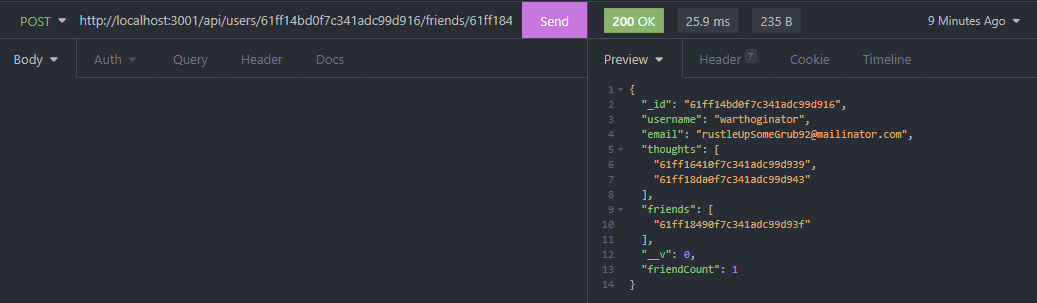 POST http://localhost:3001/api/users/61ff14bd0f7c341adc99d916/friends/61ff184 Send 200 OK 25.9 ms 235 B 9 Minutes Ago
Body Auth Query Header Docs Preview Header 7 Cookie Timeline
1 {
2 "_id": "61ff14bd0f7c341adc99d916",
3 "username": "warthoginator",
4 "email": "rustleUpSomeGrub92@mailinator.com",
5 "thoughts": [
6 "61ff16410f7c341adc99d939",
7 "61ff18da0f7c341adc99d943"
8 ],
9 "friends": [
10 "61ff18490f7c341adc99d93f"
11 ],
12 "__v": 0,
13 "friendCount": 1
14 }